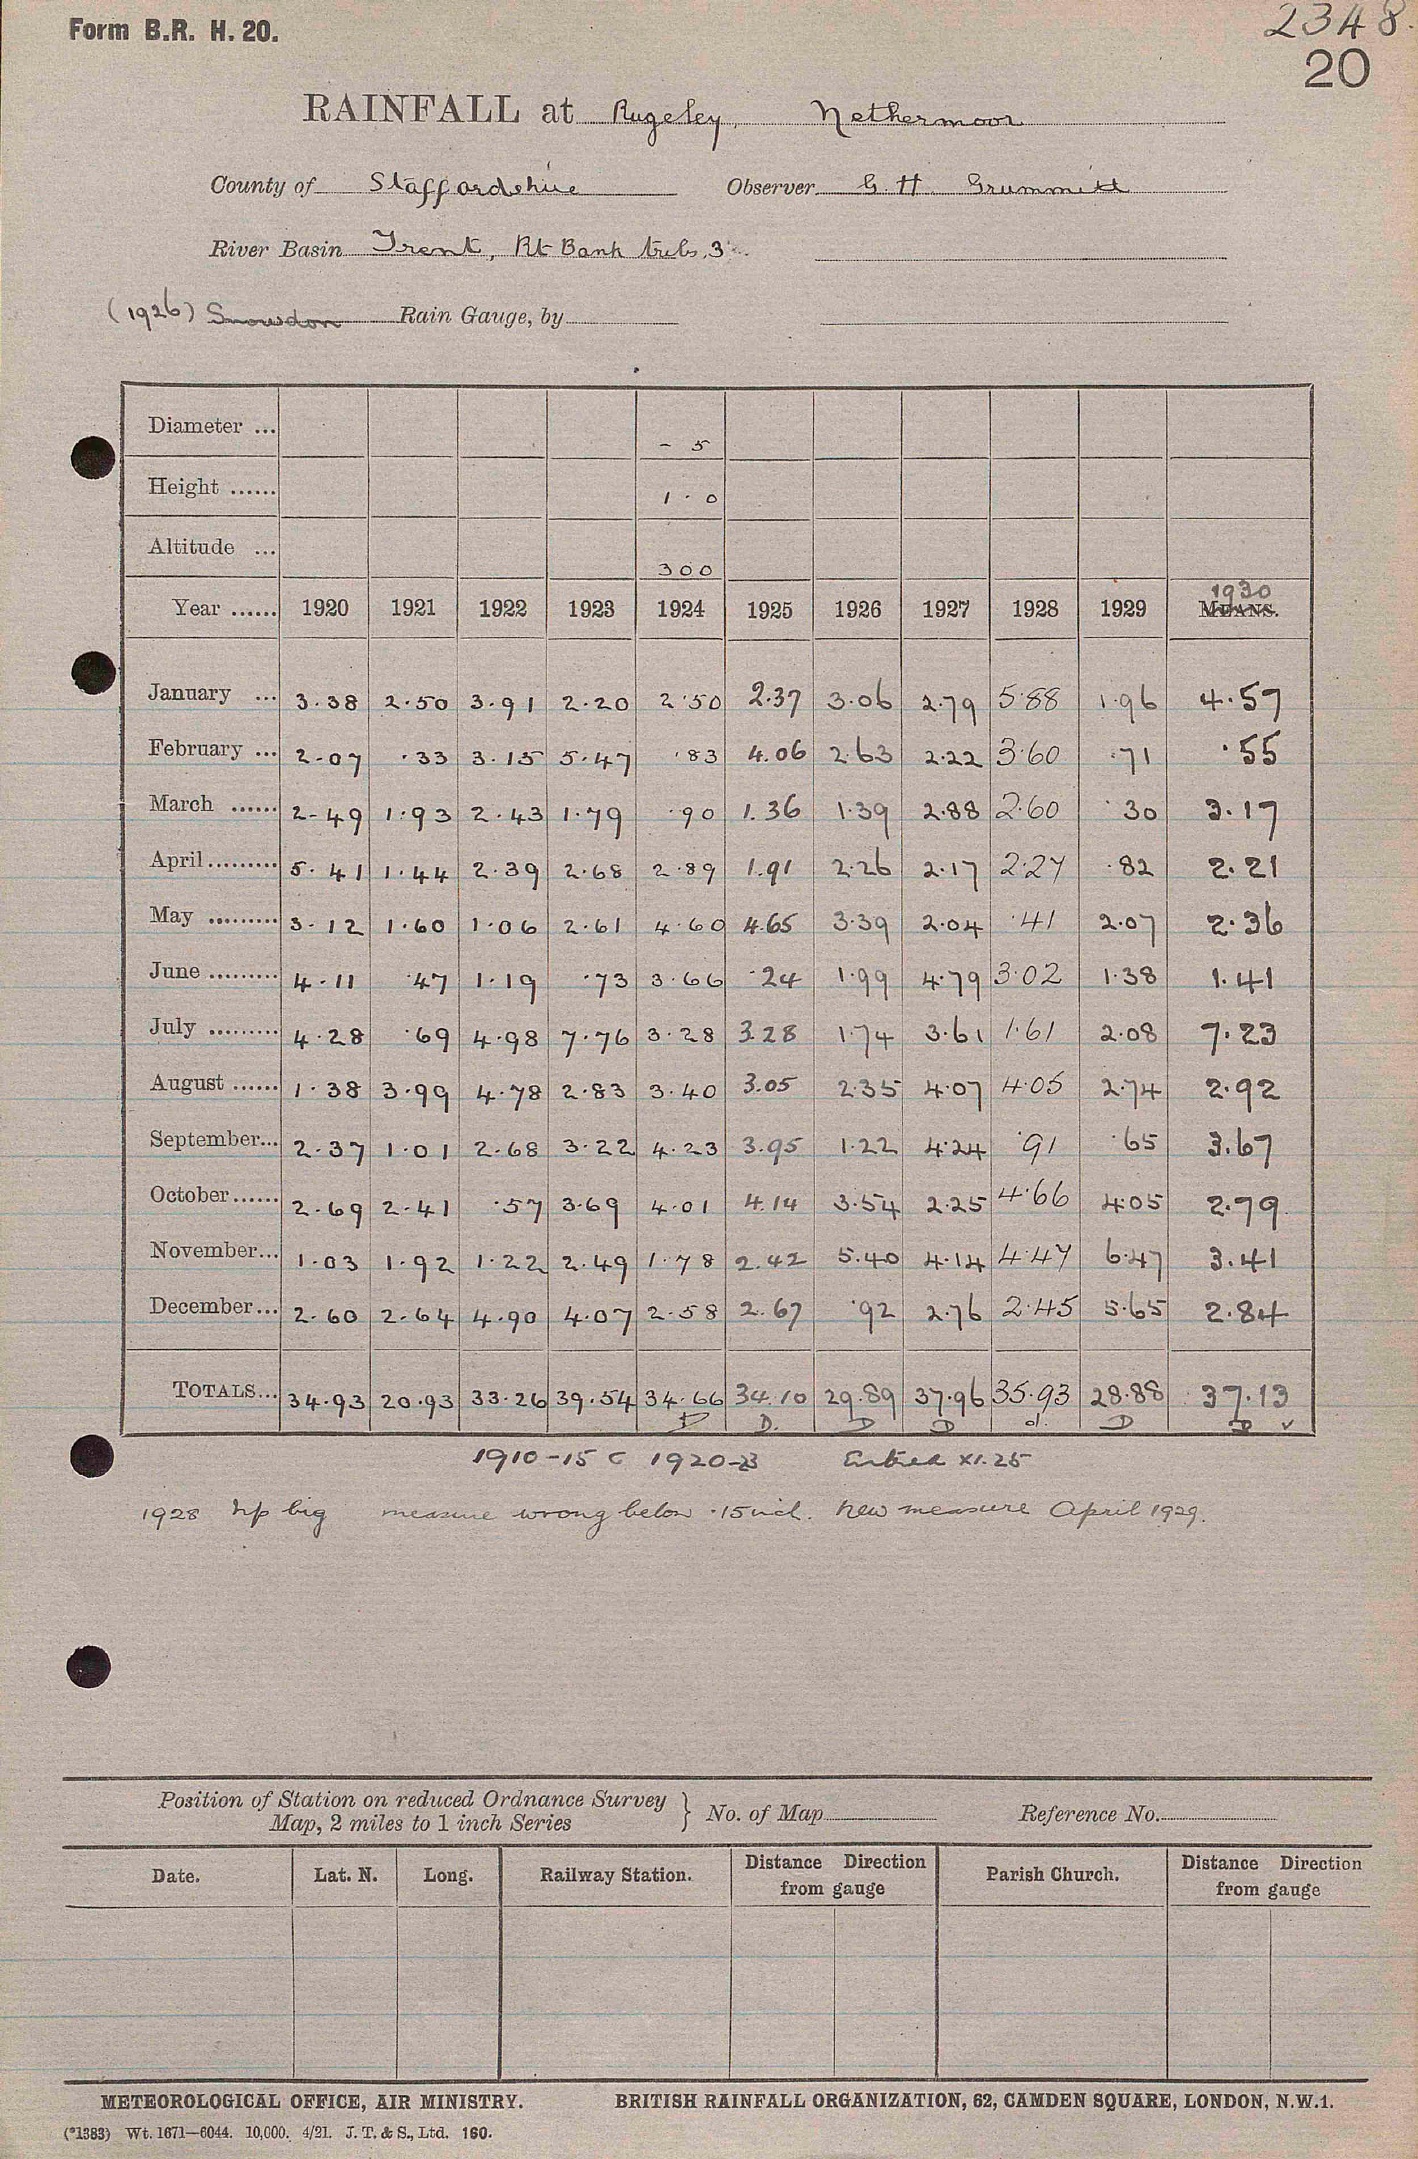 Form B.R. H. 20.
2348.
20
RAINFALL at Rugeley, Nethermoor
County of Staffordshire Observer G. H Grummitt
River Basin Trent, Rt Bank tribs. 3
(1926) Snowdon Rain Gauge, by
Diameter ... - 5
Height ...... 1 · 0
Altitude ... 300
1930
Year ...... 1920 1921 1922 1923 1924 1925 1926 1927 1928 1929 MEANS.
January ... 3·38 2·50 3·91 2·20 2·50 2·37 3·06 2·79 5·88 1·96 4·57
February ... 2·07 ·33 3·15 5·47 ·83 4.06 2·63 2·22 3·60 ·71 ·55
March ...... 2·49 1·93 2·43 1·79 ·90 1.36 1·39 2·88 2·60 ·30 3·17
April ......... 5·41 1·44 2·39 2·68 2·89 1.91 2·26 2·17 2·27 ·82 2·21
May ......... 3·12 1·60 1·06 2·61 4·60 4.65 3·39 2·04 ·41 2·07 2·36
June ......... 4·11 ·47 1·19 ·73 3·66 ·24 1·99 4·79 3·02 1·38 1·41
July ......... 4·28 ·69 4·98 7·76 3·28 3.28 1·74 3·61 1·61 2·08 7·23
August ...... 1·38 3·99 4·78 2·83 3·40 3.05 2·35 4·07 4·05 2·74 2·92
September... 2·37 1·01 2·68 3·22 4·23 3.95 1·22 4·24 ·91 ·65 3·67
October ...... 2·69 2·41 ·57 3·69 4·01 4.14 3·54 2·25 4·66 4·05 2·79
November... 1·03 1·92 1·22 2·49 1·78 2.42 5·40 4·14 4·47 6·47 3·41
December... 2·60 2·64 4·90 4·07 2·58 2.67 ·92 2·76 2·45 5·65 2·84
TOTALS... 34·93 20·93 33·26 39·54 34·66 34.10 29·89 37·96 35·93 28·88 37·13
D D. D D d. D D ✓
1910-15 C 1920-23 Entered XI.25
1928 big measure wrong below ·15 inch. New measure April 1929.
Position of Station on reduced Ordnance Survey
Map, 2 miles to 1 inch Series } No. of Map Reference No.
Date. Lat. N. Long. Railway Station. Distance Direction from gauge Parish Church. Distance Direction from gauge
METEOROLOGICAL OFFICE, AIR MINISTRY. BRITISH RAINFALL ORGANIZATION, 62, CAMDEN SQUARE, LONDON, N.W.1.
(*1383) Wt. 1671—6044. 10,000. 4/21. J. T. & S., Ltd. 160.